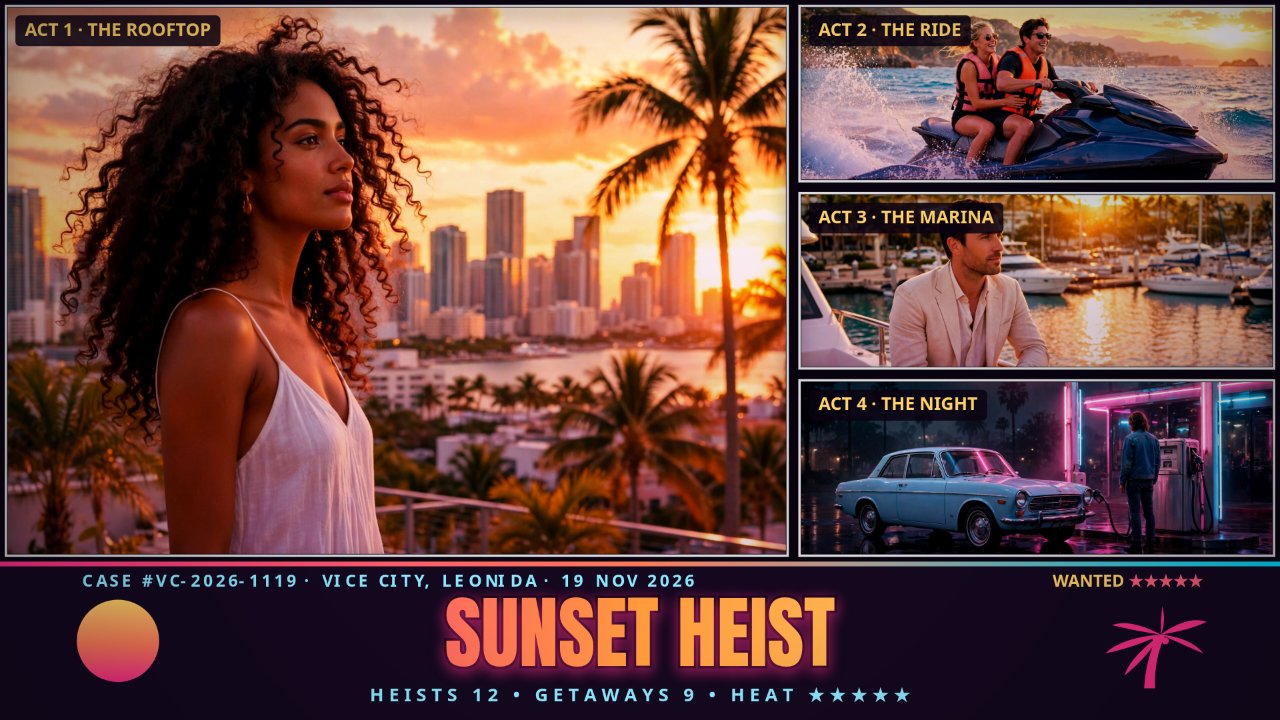 ACT 1 · THE ROOFTOP
ACT 2 · THE RIDE
ACT 3 · THE MARINA
ACT 4 · THE NIGHT
CASE #VC-2026-1119 · VICE CITY, LEONIDA · 19 NOV 2026
WANTED ★★★★★
SUNSET HEIST
HEISTS 12 • GETAWAYS 9 • HEAT ★★★★★